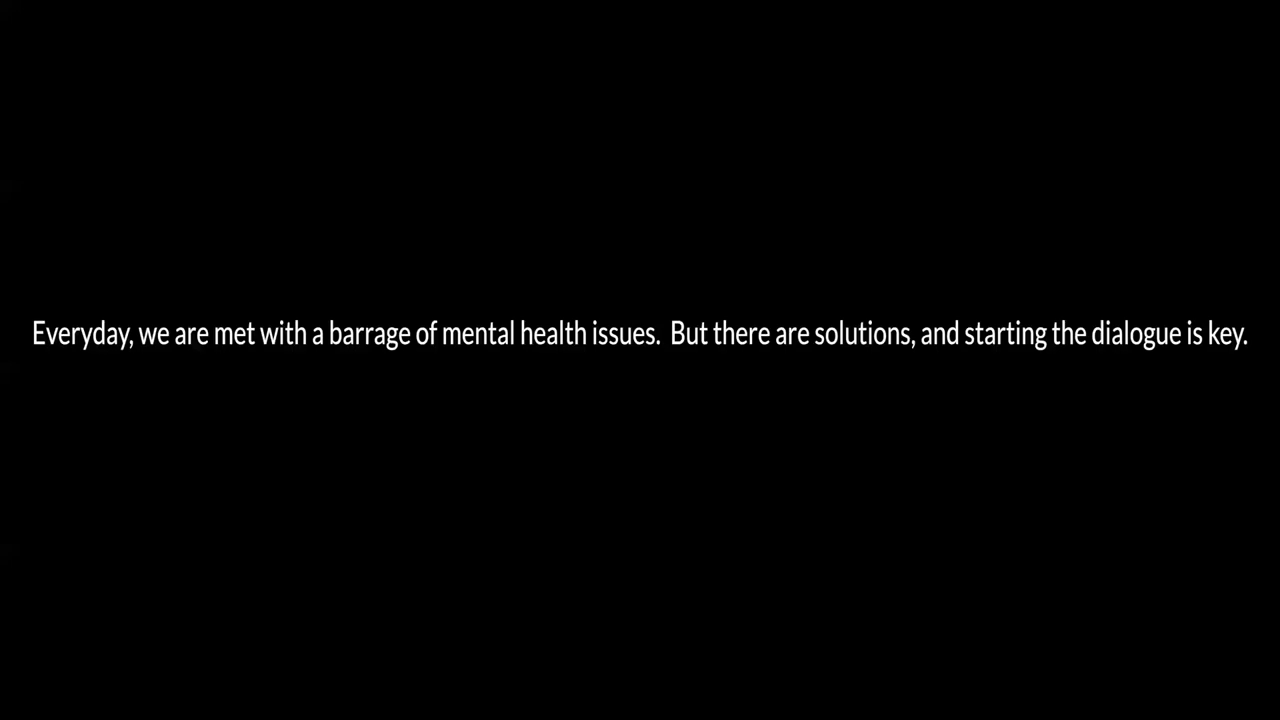 Everyday, we are met with a barrage of mental health issues.  But there are solutions, and starting the dialogue is key.